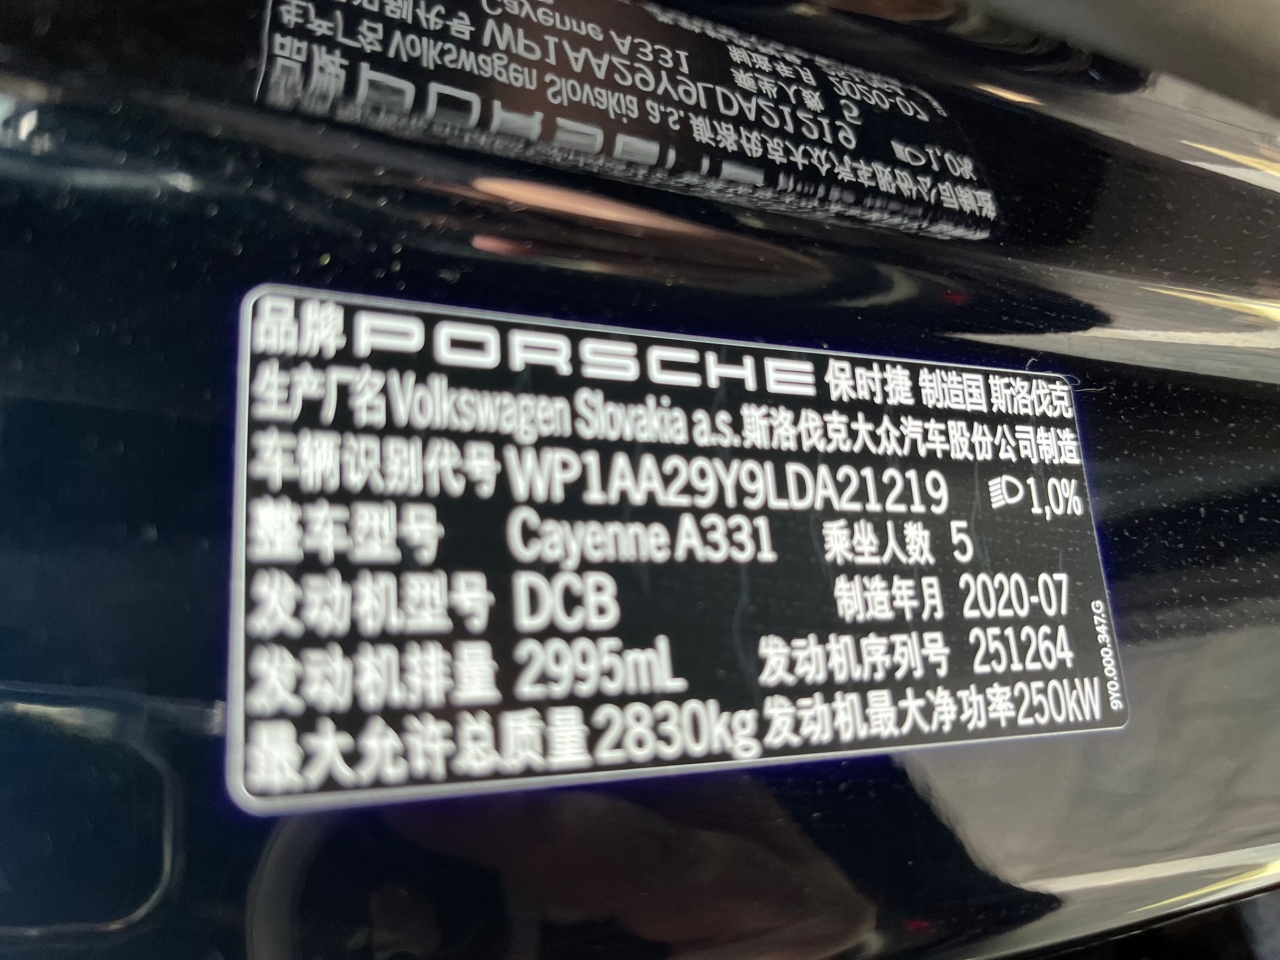 品牌 PORSCHE 保时捷 制造国 斯洛伐克
生产厂名 Volkswagen Slovakia a.s. 斯洛伐克大众汽车股份公司制造
车辆识别代号 WP1AA29Y9LDA21219 1,0%
整车型号 Cayenne A331 乘坐人数 5
发动机型号 DCB 制造年月 2020-07
发动机排量 2995mL 发动机序列号 251264
最大允许总质量 2830kg 发动机最大净功率 250kW
9Y0.000.347.G